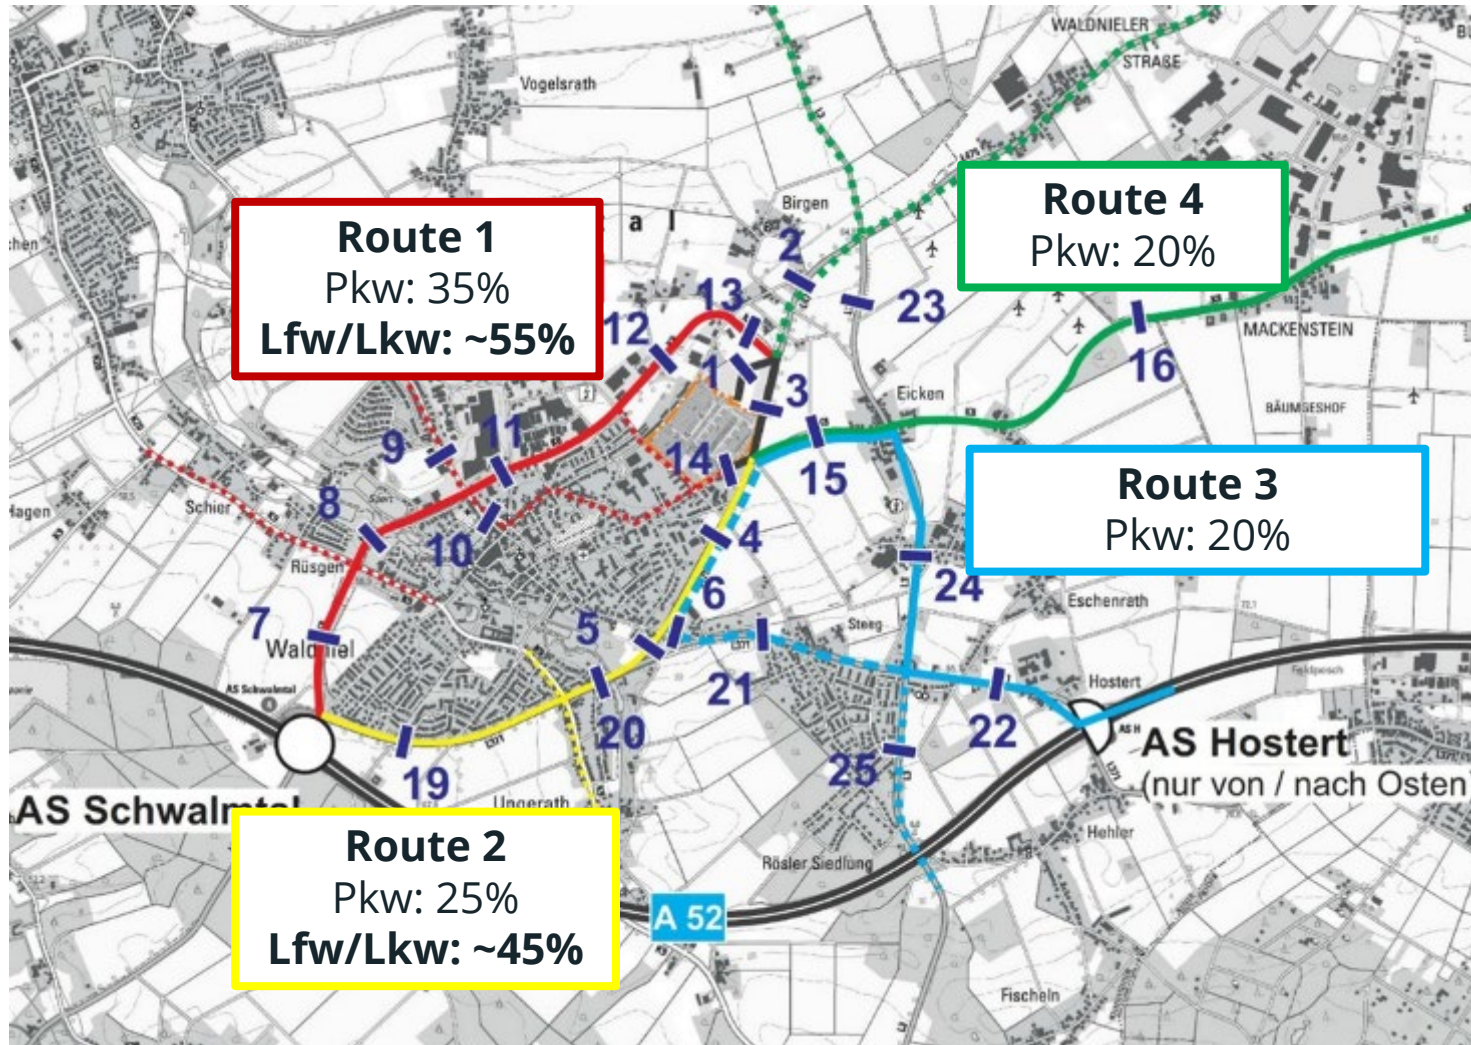 WALDNIELER
STRAßE
Vogelsrath
Birgen
a l
Route 4
Pkw: 20%
Route 1
Pkw: 35%
Lfw/Lkw: ~55%
2
13
23
12
1
3
16
MACKENSTEIN
Eicken
BÄUMGESHOF
9
11
14
15
Route 3
Pkw: 20%
8
Schier
10
4
Rüsgen
24
6
Eschenrath
7
5
Steeg
Waldniel
AS Schwalmtal
21
Hostert
20
22
AS Hostert
(nur von / nach Osten
25
19
L371
Ungerath
AS Schwalmtal
Route 2
Pkw: 25%
Lfw/Lkw: ~45%
Hehler
Rösler Siedlung
A 52
Fischeln